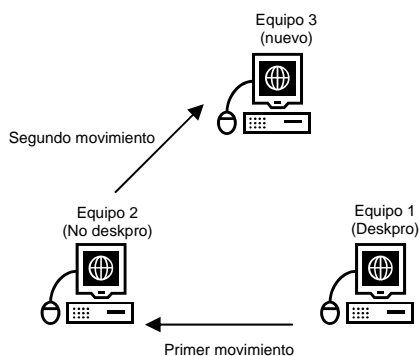 Equipo 3
(nuevo)
Segundo movimiento
Equipo 2
(No deskpro)
Equipo 1
(Deskpro)
Primer movimiento